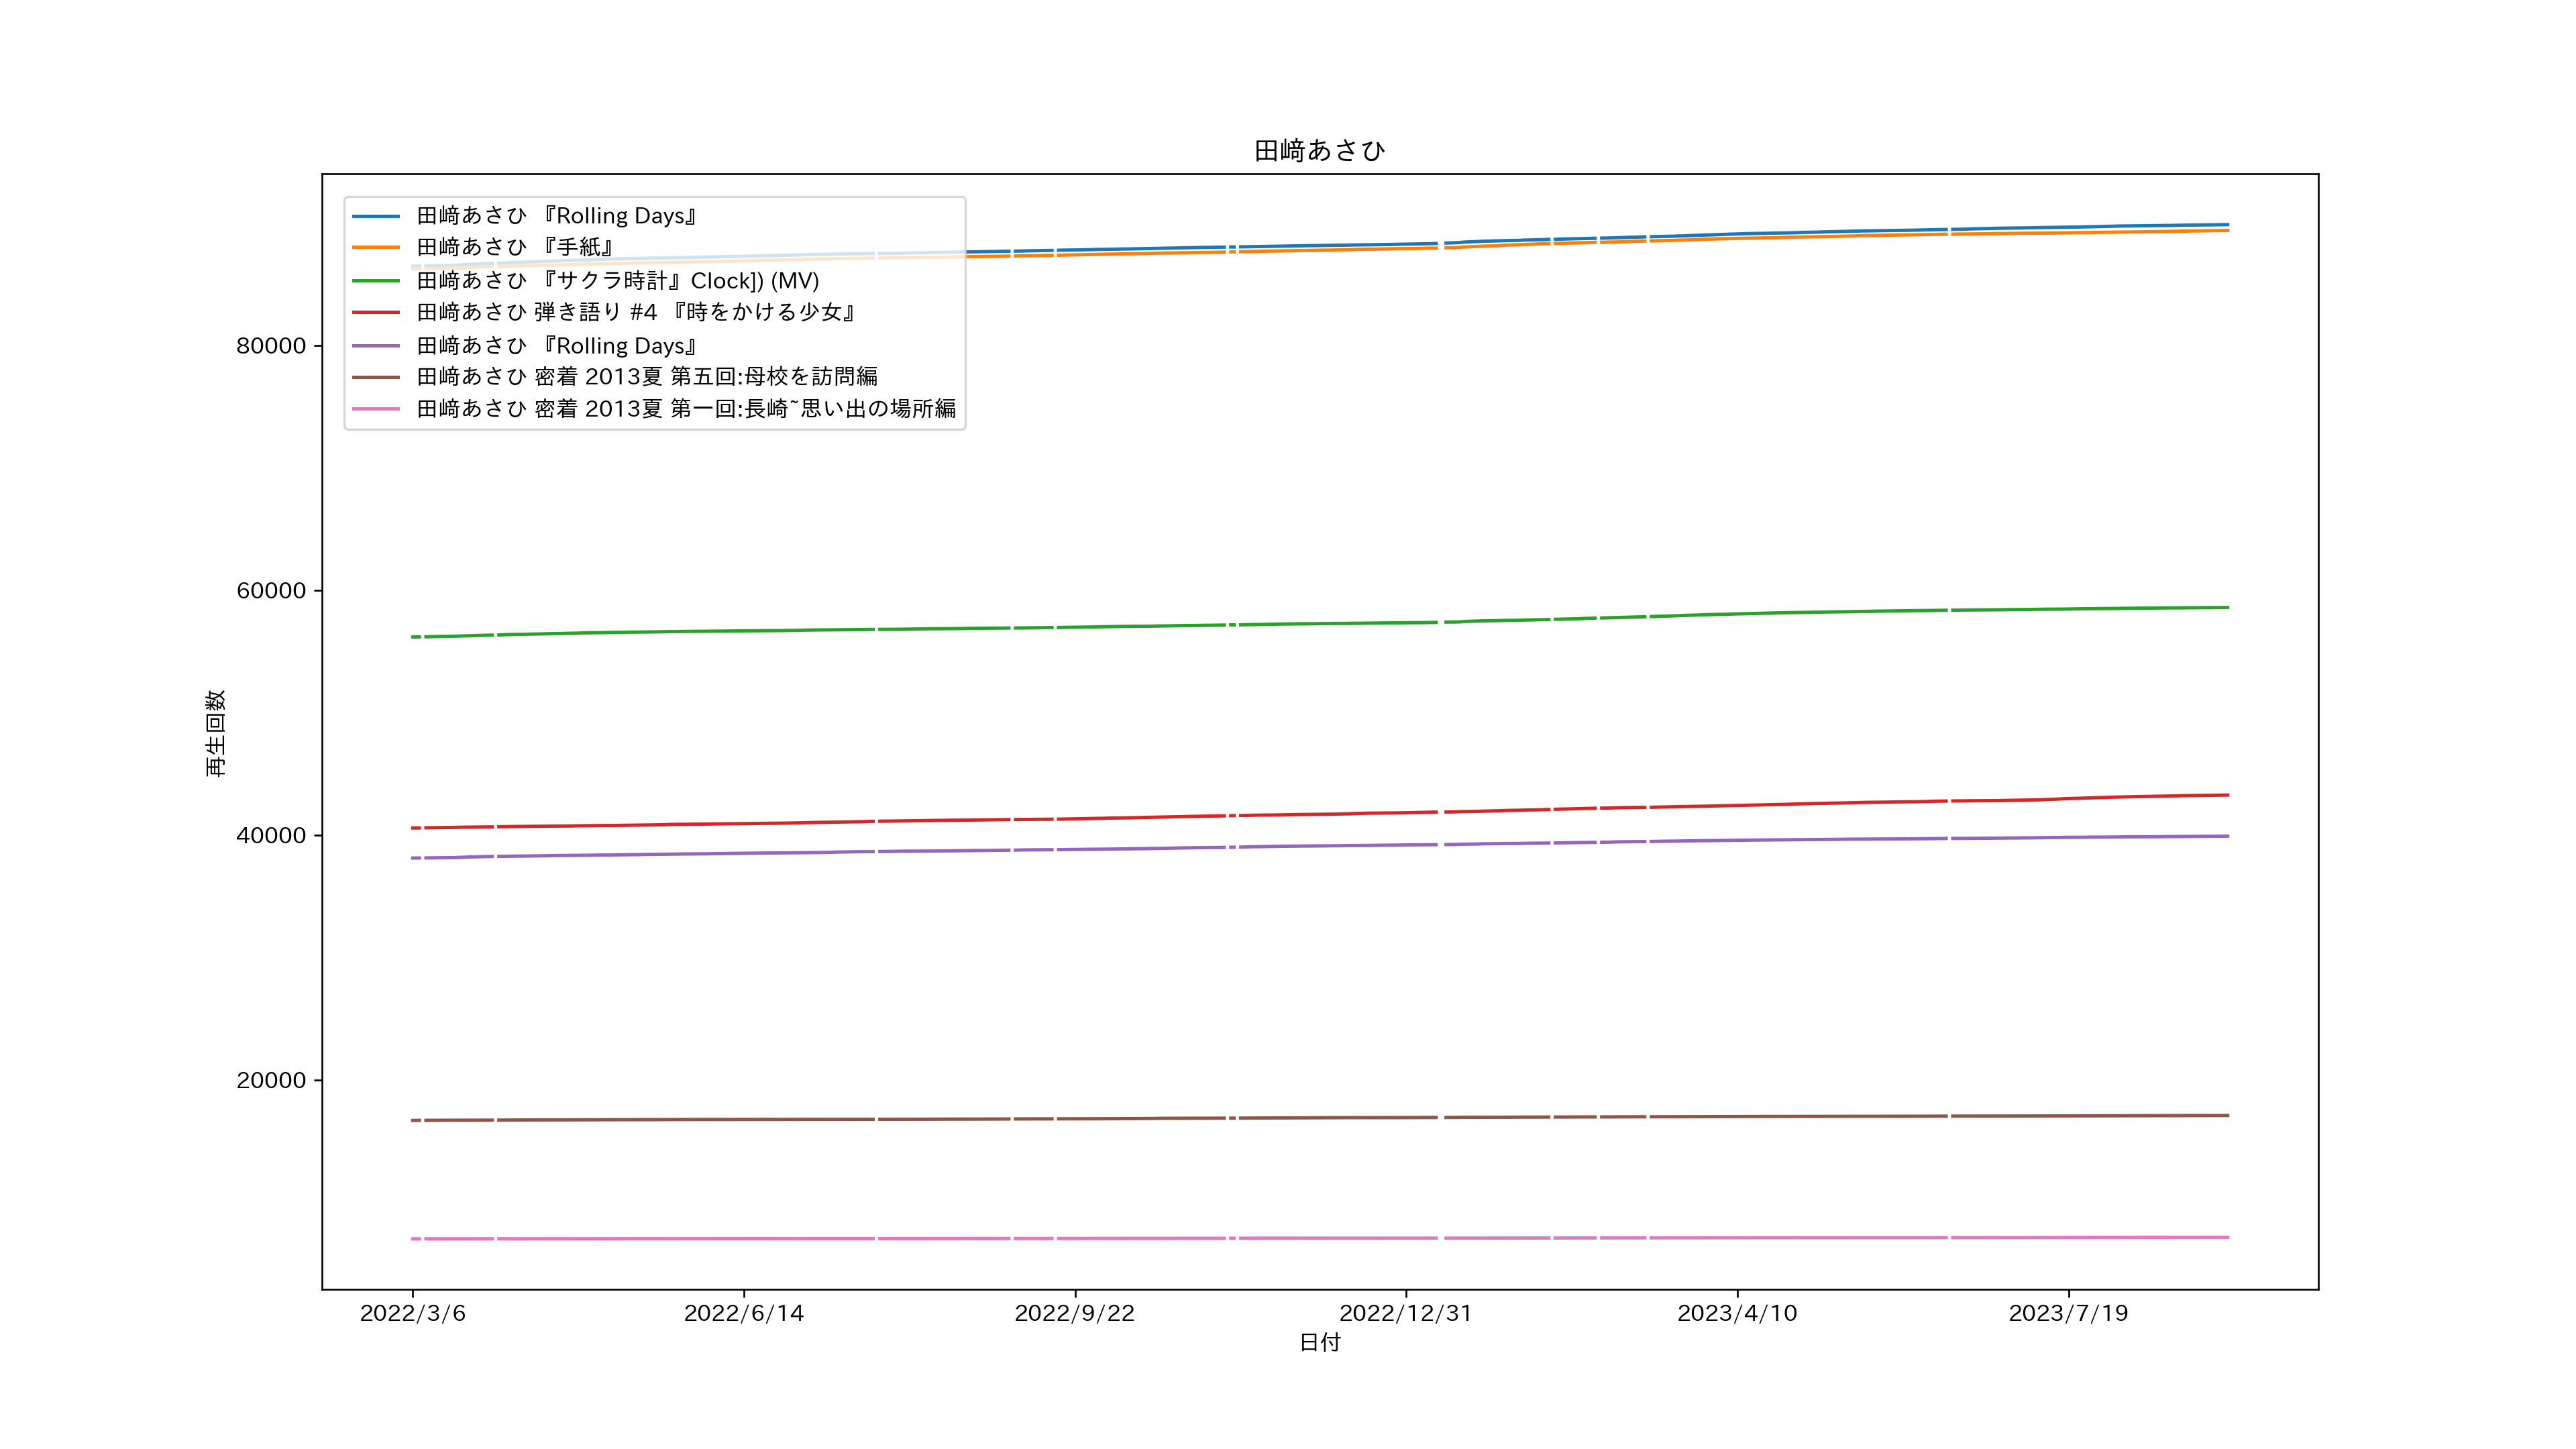 田﨑あさひ
田﨑あさひ 『Rolling Days』
田﨑あさひ 『手紙』
田﨑あさひ 『サクラ時計』Clock]) (MV)
田﨑あさひ 弾き語り #4 『時をかける少女』
田﨑あさひ 『Rolling Days』
田﨑あさひ 密着 2013夏 第五回:母校を訪問編
田﨑あさひ 密着 2013夏 第一回:長崎~思い出の場所編
80000
60000
40000
20000
再生回数
2022/3/6
2022/6/14
2022/9/22
2022/12/31
2023/4/10
2023/7/19
日付